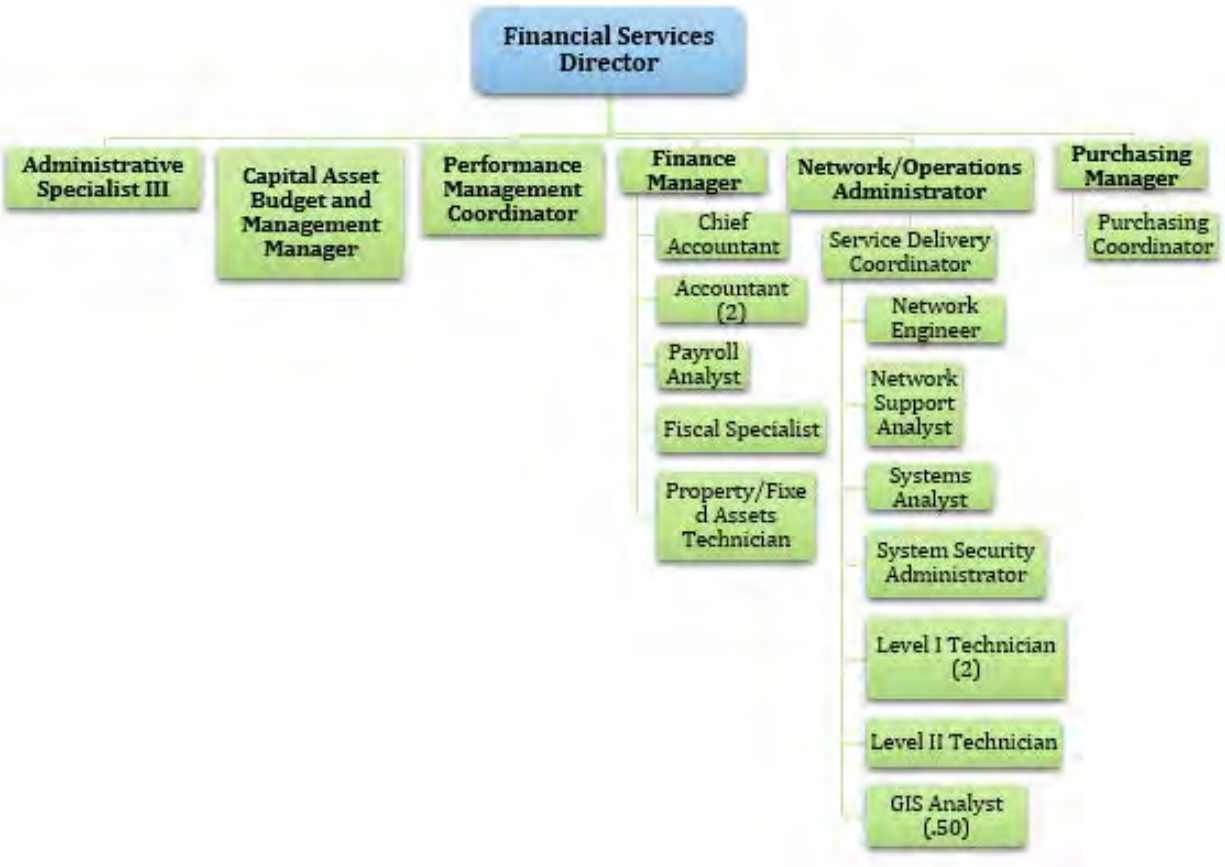 Financial Services
Director
Administrative
Specialist III
Capital Asset
Budget and
Management
Manager
Performance
Management
Coordinator
Finance
Manager
Chief
Accountant
Accountant
(2)
Payroll
Analyst
Fiscal Specialist
Property/Fixe
d Assets
Technician
Network/Operations
Administrator
Service Delivery
Coordinator
Network
Engineer
Network
Support
Analyst
Systems
Analyst
System Security
Administrator
Level I Technician
(2)
Level II Technician
GIS Analyst
(.50)
Purchasing
Manager
Purchasing
Coordinator